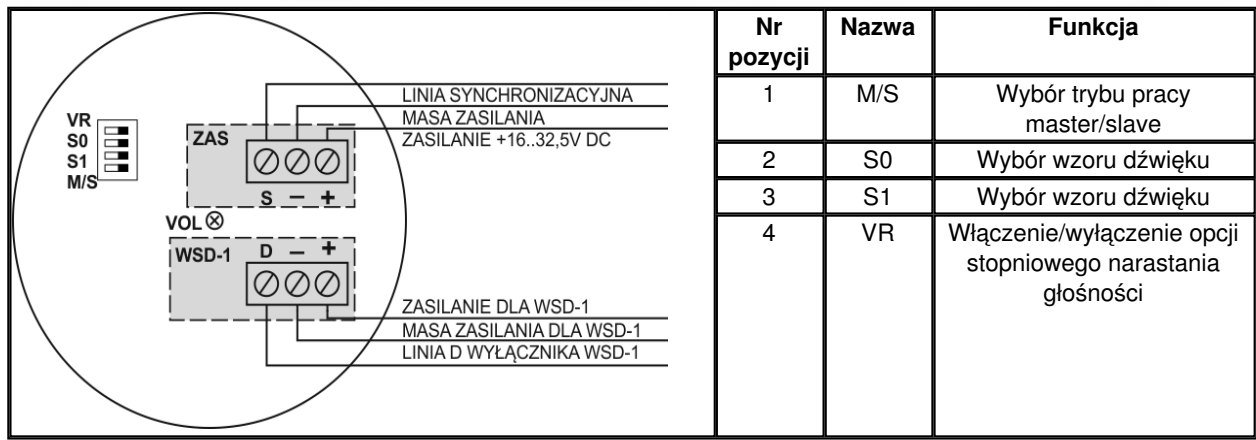 LINIA SYNCHRONIZACYJNA
MASA ZASILANIA
ZASILANIE +16..32,5V DC
VR
S0
S1
M/S
ZAS
S – +
VOL
WSD-1
D – +
ZASILANIE DLA WSD-1
MASA ZASILANIA DLA WSD-1
LINIA D WYŁĄCZNIKA WSD-1
Nr pozycji Nazwa Funkcja
1 M/S Wybór trybu pracy
master/slave
2 S0 Wybór wzoru dźwięku
3 S1 Wybór wzoru dźwięku
4 VR Włączenie/wyłączenie opcji
stopniowego narastania
głośności